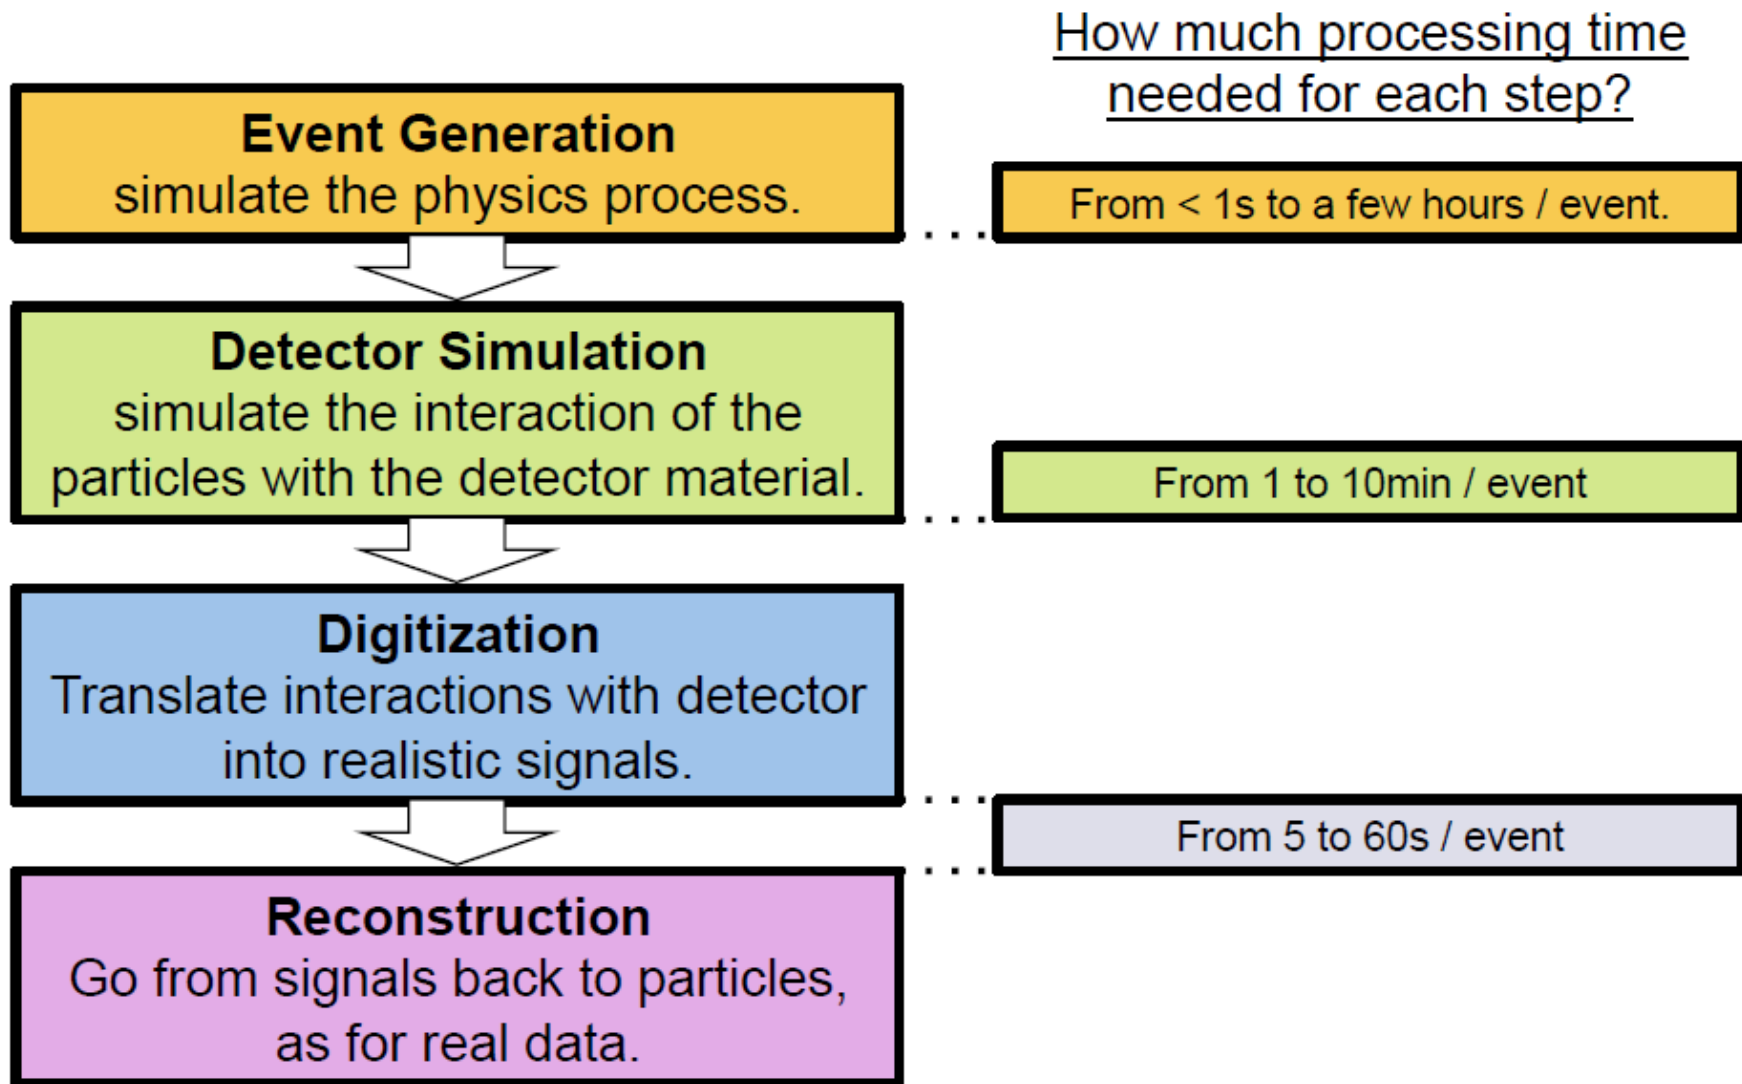 How much processing time
needed for each step?
Event Generation
simulate the physics process.
. . .
From < 1s to a few hours / event.
Detector Simulation
simulate the interaction of the
particles with the detector material.
. . .
From 1 to 10min / event
Digitization
Translate interactions with detector
into realistic signals.
. . .
From 5 to 60s / event
. . .
Reconstruction
Go from signals back to particles,
as for real data.